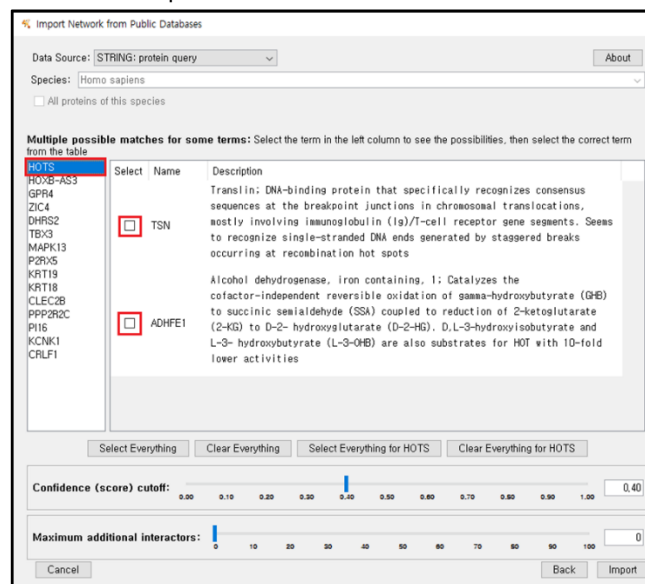 Import Network from Public Databases
Data Source: STRING: protein query
About
Species: Homo sapiens
All proteins of this species
Multiple possible matches for some terms: Select the term in the left column to see the possibilities, then select the correct term
from the table
HOTS
HOXB-AS3
GPR4
ZIC4
DHRS2
TBX3
MAPK13
P2RX5
KRT19
KRT18
CLEC2B
PPP2R2C
PI16
KCNK1
CRLF1
Select Name Description
TSN
Translin; DNA-binding protein that specifically recognizes consensus
sequences at the breakpoint junctions in chromosomal translocations,
mostly involving immunoglobulin (Ig)/T-cell receptor gene segments. Seems
to recognize single-stranded DNA ends generated by staggered breaks
occurring at recombination hot spots
ADHFE1
Alcohol dehydrogenase, iron containing, 1; Catalyzes the
cofactor-independent reversible oxidation of gamma-hydroxybutyrate (GHB)
to succinic semialdehyde (SSA) coupled to reduction of 2-ketoglutarate
(2-KG) to D-2- hydroxyglutarate (D-2-HG). D,L-3-hydroxyisobutyrate and
L-3- hydroxybutyrate (L-3-OHB) are also substrates for HOT with 10-fold
lower activities
Select Everything Clear Everything Select Everything for HOTS Clear Everything for HOTS
Confidence (score) cutoff:
0.00 0.10 0.20 0.30 0.40 0.50 0.60 0.70 0.80 0.90 1.00
0.40
Maximum additional interactors:
0 10 20 30 40 50 60 70 80 90 100
0
Cancel Back Import